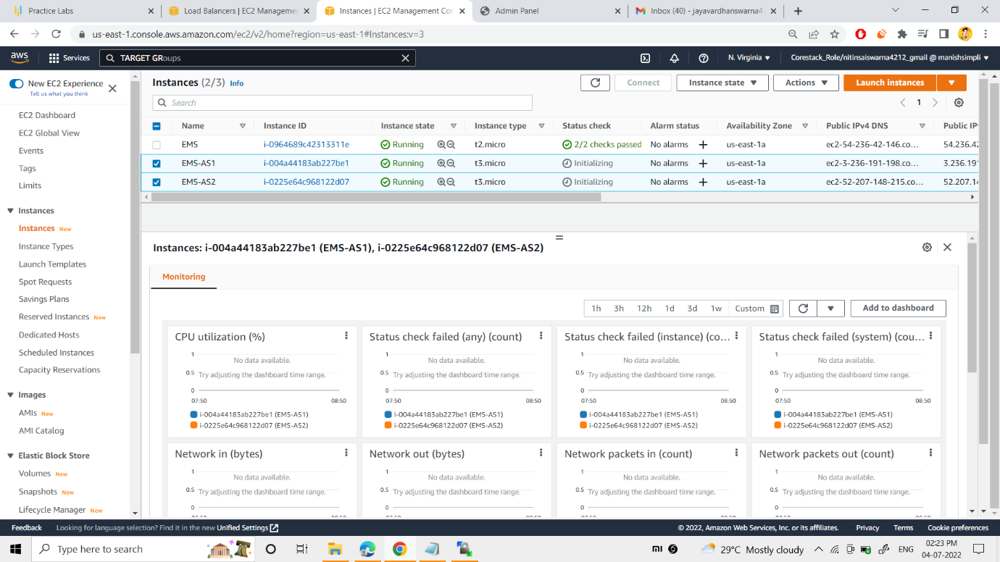 Practice Labs
Load Balancers | EC2 Managemen
Instances | EC2 Management Con
Admin Panel
Inbox (40) - jayavardhanswarna4
us-east-1.console.aws.amazon.com/ec2/v2/home?region=us-east-1#Instances:v=3
aws
Services
TARGET GRoups
N. Virginia
Corestack_Role/nitinsaiswarna4212_gmail @ manishsimpli
New EC2 Experience
Tell us what you think
EC2 Dashboard
EC2 Global View
Events
Tags
Limits
Instances
Instances New
Instance Types
Launch Templates
Spot Requests
Savings Plans
Reserved Instances New
Dedicated Hosts
Scheduled Instances
Capacity Reservations
Images
AMIs New
AMI Catalog
Elastic Block Store
Volumes New
Snapshots New
Lifecycle Manager New
Instances (2/3) Info
Connect
Instance state
Actions
Launch instances
Search
1
Name Instance ID Instance state Instance type Status check Alarm status Availability Zone Public IPv4 DNS Public IP
EMS i-0964689c42313311e Running t2.micro 2/2 checks passed No alarms + us-east-1a ec2-54-236-42-146.co... 54.236.42
EMS-AS1 i-004a44183ab227be1 Running t3.micro Initializing No alarms + us-east-1a ec2-3-236-191-198.co... 3.236.191
EMS-AS2 i-0225e64c968122d07 Running t3.micro Initializing No alarms + us-east-1a ec2-52-207-148-215.co... 52.207.14
Instances: i-004a44183ab227be1 (EMS-AS1), i-0225e64c968122d07 (EMS-AS2)
Monitoring
1h 3h 12h 1d 3d 1w Custom
Add to dashboard
CPU utilization (%)
1
No data available.
0.5
Try adjusting the dashboard time range.
0
07:50 08:50
i-004a44183ab227be1 (EMS-AS1)
i-0225e64c968122d07 (EMS-AS2)
Status check failed (any) (count)
1
No data available.
0.5
Try adjusting the dashboard time range.
0
07:50 08:50
i-004a44183ab227be1 (EMS-AS1)
i-0225e64c968122d07 (EMS-AS2)
Status check failed (instance) (co...
1
No data available.
0.5
Try adjusting the dashboard time range.
0
07:50 08:50
i-004a44183ab227be1 (EMS-AS1)
i-0225e64c968122d07 (EMS-AS2)
Status check failed (system) (cou...
1
No data available.
0.5
Try adjusting the dashboard time range.
0
07:50 08:50
i-004a44183ab227be1 (EMS-AS1)
i-0225e64c968122d07 (EMS-AS2)
Network in (bytes)
1
No data available.
0.5
Try adjusting the dashboard time range.
0
Network out (bytes)
1
No data available.
0.5
Try adjusting the dashboard time range.
0
Network packets in (count)
1
No data available.
0.5
Try adjusting the dashboard time range.
0
Network packets out (count)
1
No data available.
0.5
Try adjusting the dashboard time range.
0
Feedback
Looking for language selection? Find it in the new Unified Settings
© 2022, Amazon Web Services, Inc. or its affiliates.
Privacy
Terms
Cookie preferences
Type here to search
29°C Mostly cloudy
ENG
02:23 PM
04-07-2022